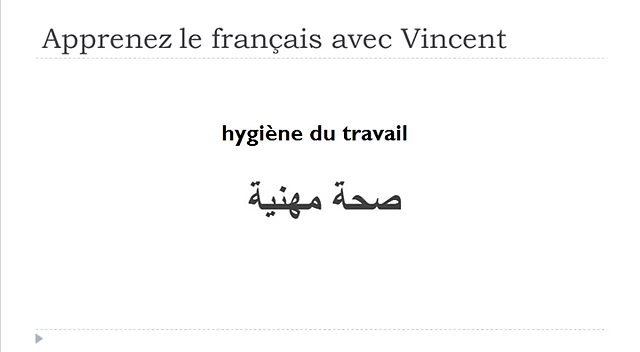 Apprenez le français avec Vincent
hygiène du travail
صحة مهنية